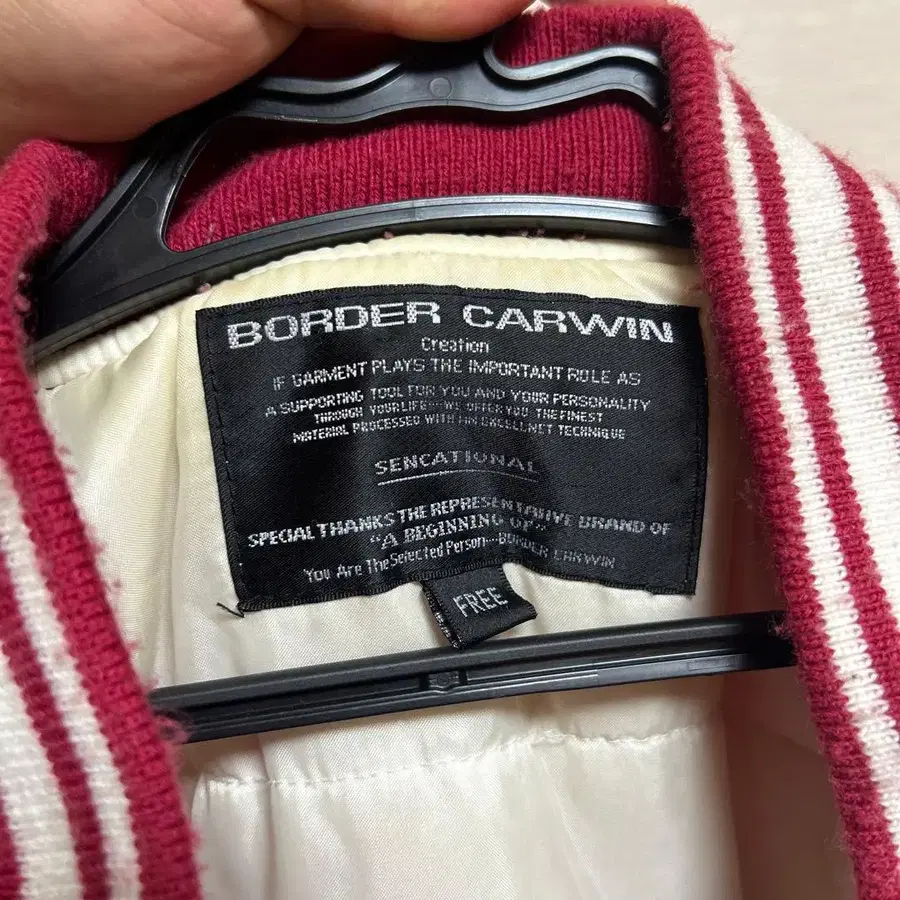 BORDER CARWIN
Creation
IF GARMENT PLAYS THE IMPORTANT ROLE AS
A SUPPORTING TOOL FOR YOU AND YOUR PERSONALITY
THROUGH YOUR LIFE-WE OFFER YOU THE FINEST
MATERIAL PROCESSED WITH AN EXCELLNET TECHNIQUE
SENCATIONAL
SPECIAL THANKS THE REPRESENTATIVE BRAND OF
"A BEGINNING OF"
You Are The Selected Person---BORDER CARWIN
FREE